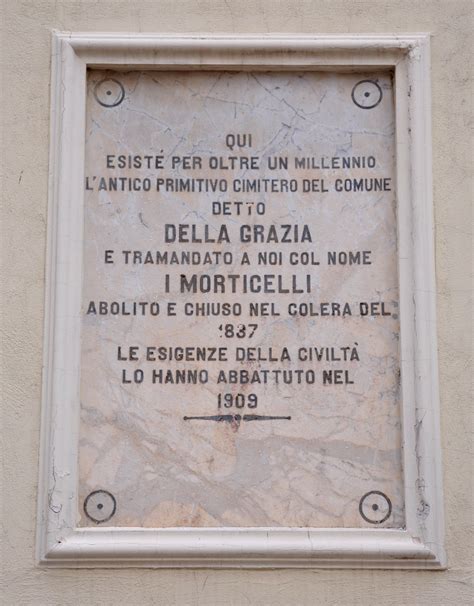 QUI
ESISTÉ PER OLTRE UN MILLENNIO
L'ANTICO PRIMITIVO CIMITERO DEL COMUNE
DETTO
DELLA GRAZIA
E TRAMANDATO A NOI COL NOME
I MORTICELLI
ABOLITO E CHIUSO NEL COLERA DEL
1837
LE ESIGENZE DELLA CIVILTÀ
LO HANNO ABBATTUTO NEL
1909